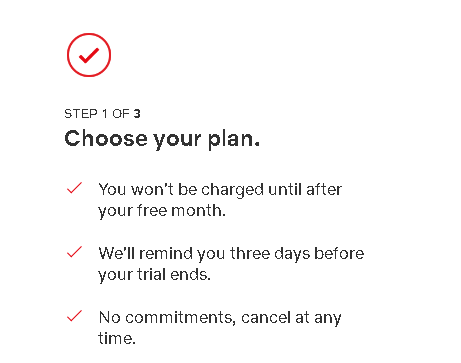 STEP 1 OF 3
Choose your plan.
You won't be charged until after
your free month.
We'll remind you three days before
your trial ends.
No commitments, cancel at any
time.